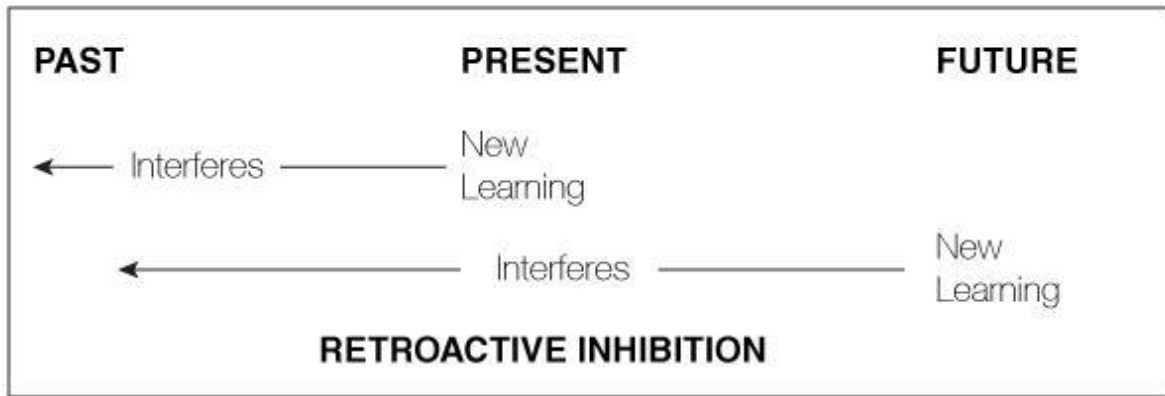 PAST PRESENT FUTURE
Interferes New
Learning
Interferes New
Learning
RETROACTIVE INHIBITION